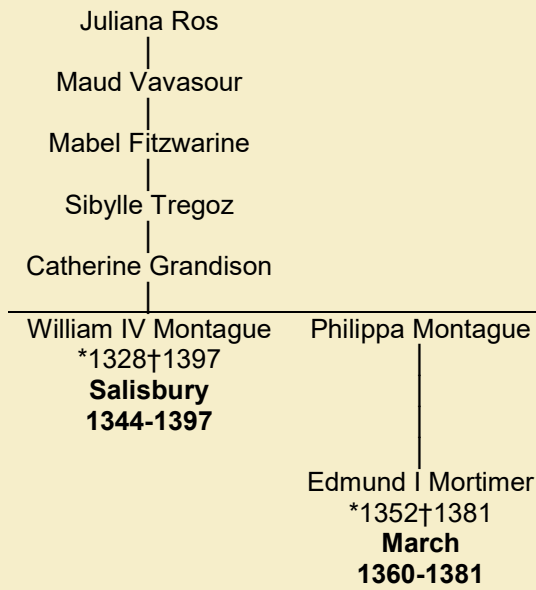 Juliana Ros
Maud Vavasour
Mabel Fitzwarine
Sibylle Tregoz
Catherine Grandison
William IV Montague
*1328†1397
Salisbury
1344-1397
Philippa Montague
Edmund I Mortimer
*1352†1381
March
1360-1381